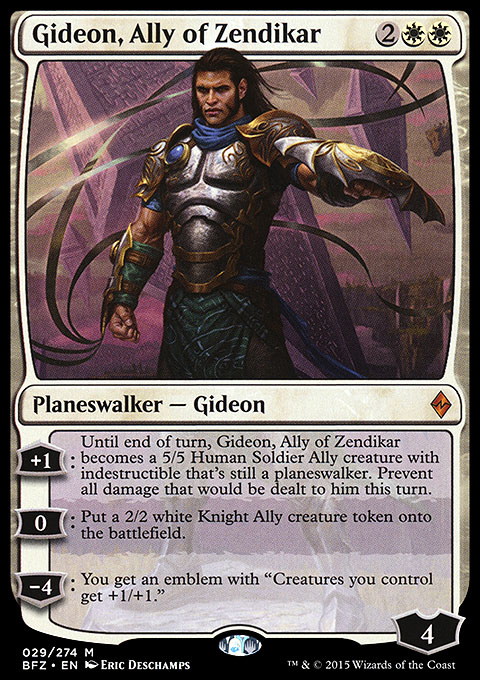 Gideon, Ally of Zendikar 2
Planeswalker — Gideon
+1: Until end of turn, Gideon, Ally of Zendikar
becomes a 5/5 Human Soldier Ally creature with
indestructible that's still a planeswalker. Prevent
all damage that would be dealt to him this turn.
0: Put a 2/2 white Knight Ally creature token onto
the battlefield.
-4: You get an emblem with “Creatures you control
get +1/+1.”
4
029/274 M
BFZ • EN Eric Deschamps
™ & © 2015 Wizards of the Coast